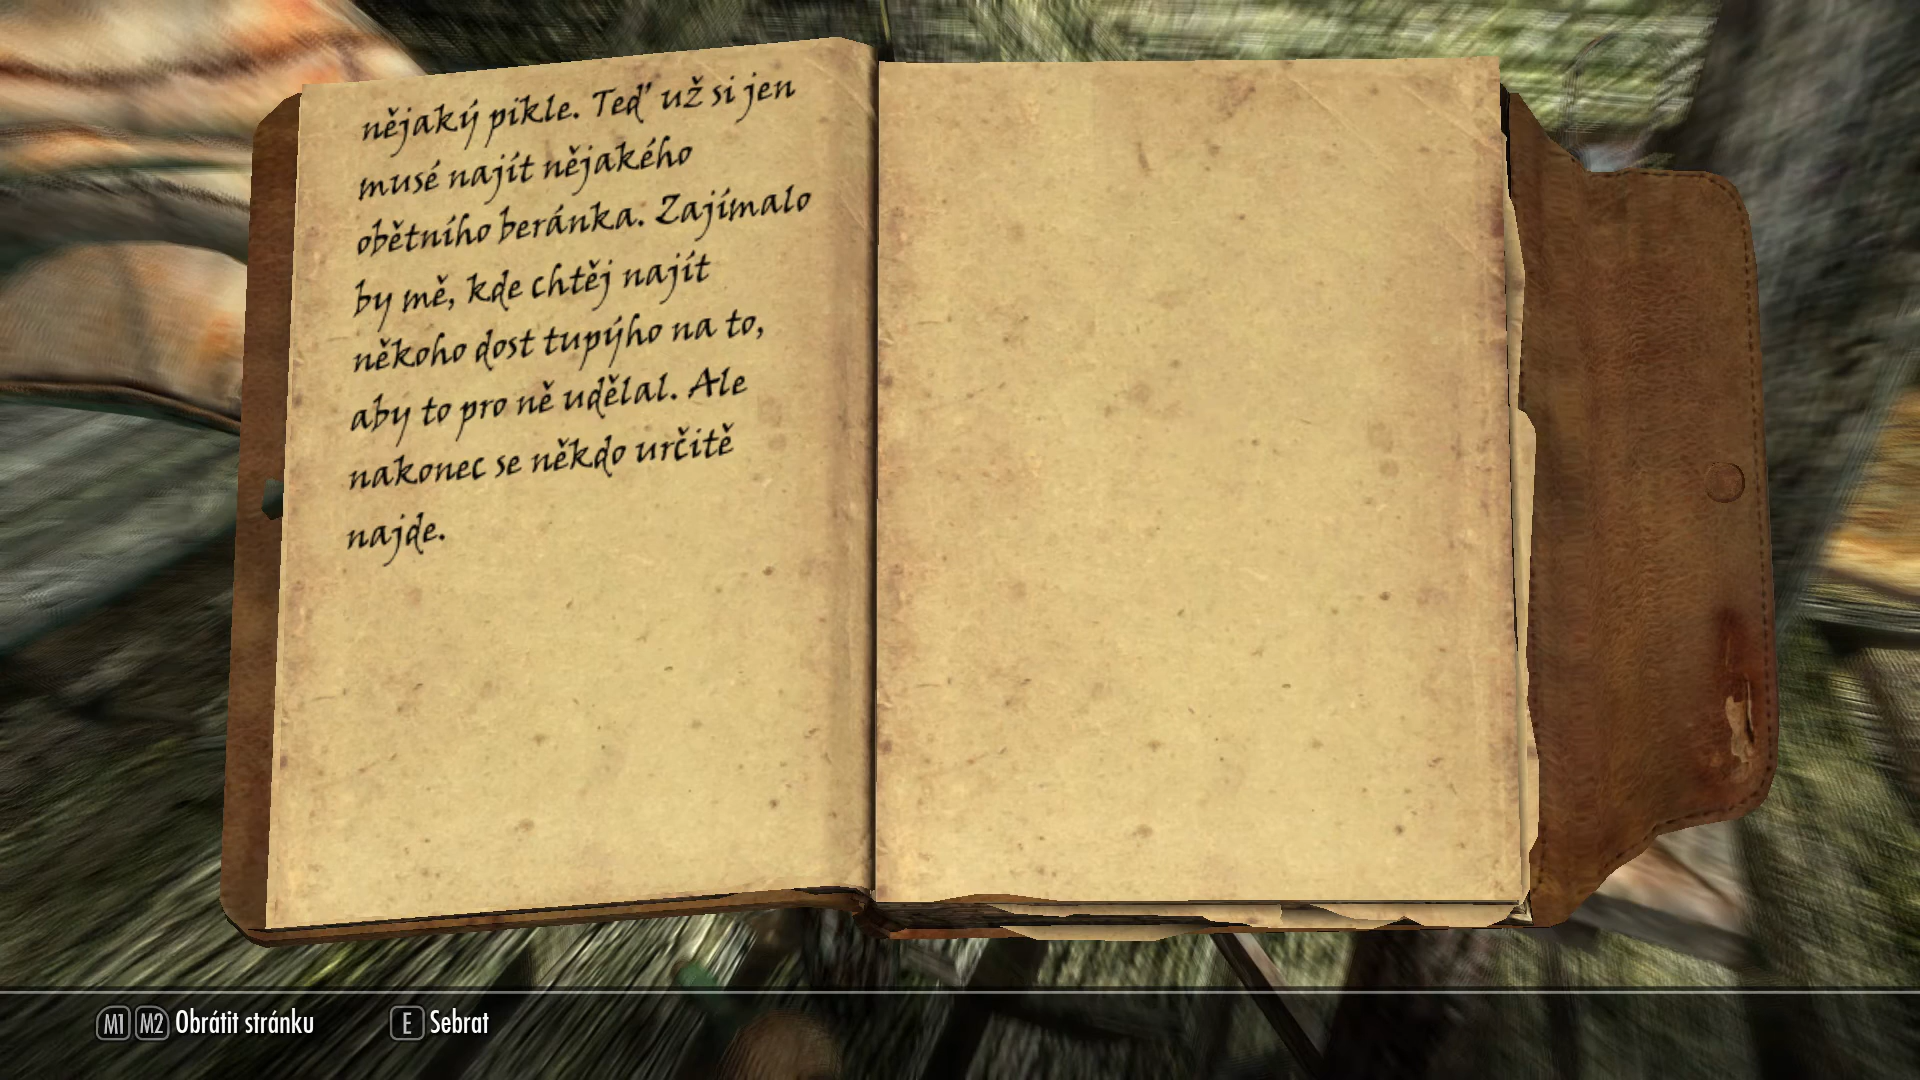 nějaký pikle. Teď už si jen
musé najít nějakého
obětního beránka. Zajímalo
by mě, kde chtěj najít
někoho dost tupýho na to,
aby to pro ně udělal. Ale
nakonec se někdo určitě
najde.
M1 M2 Obrátit stránku
E Sebrat